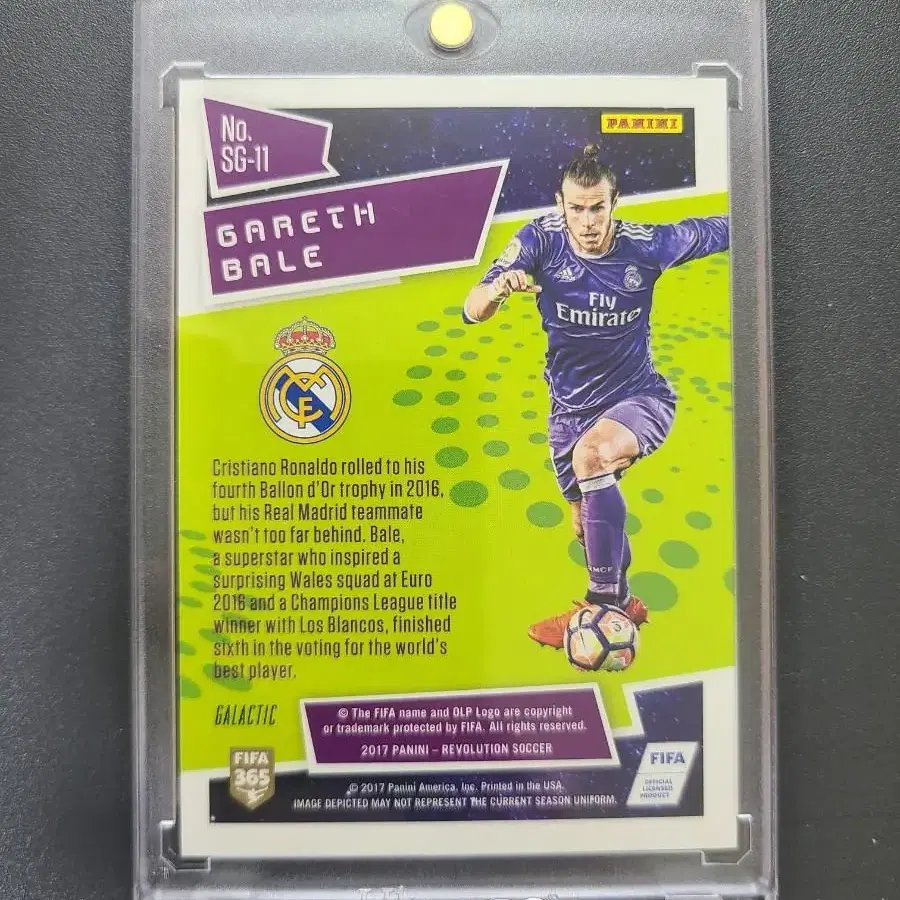 No.
SG-11
PANINI
GARETH
BALE
Fly
Emirates
Cristiano Ronaldo rolled to his
fourth Ballon d'Or trophy in 2016,
but his Real Madrid teammate
wasn't too far behind. Bale,
a superstar who inspired a
surprising Wales squad at Euro
2016 and a Champions League title
winner with Los Blancos, finished
sixth in the voting for the world's
best player.
RMCF
GALACTIC
© The FIFA name and OLP Logo are copyright
or trademark protected by FIFA. All rights reserved.
2017 PANINI – REVOLUTION SOCCER
FIFA
365
FIFA
OFFICIAL
LICENSED
PRODUCT
© 2017 Panini America, Inc. Printed in the USA.
IMAGE DEPICTED MAY NOT REPRESENT THE CURRENT SEASON UNIFORM.